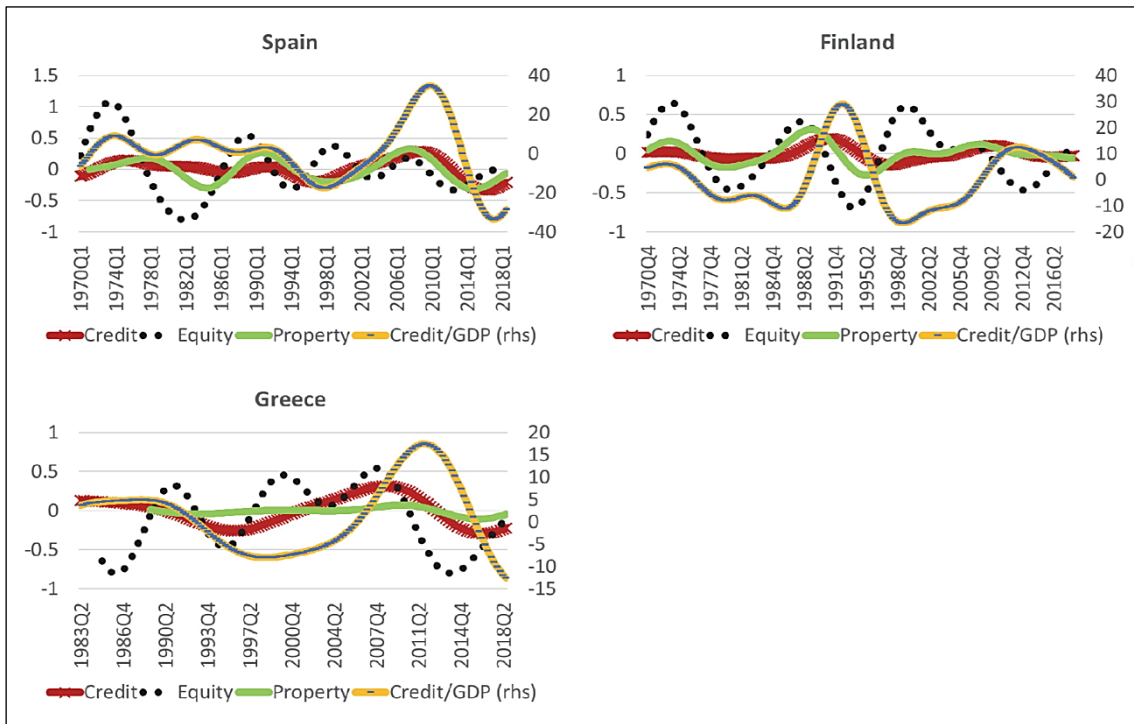 Spain
1.5
1
0.5
0
-0.5
-1
40
20
0
-20
-40
1970Q1
1974Q1
1978Q1
1982Q1
1986Q1
1990Q1
1994Q1
1998Q1
2002Q1
2006Q1
2010Q1
2014Q1
2018Q1
Credit Equity Property Credit/GDP (rhs)
Finland
1
0.5
0
-0.5
-1
40
30
20
10
0
-10
-20
1970Q4
1974Q2
1977Q4
1981Q2
1984Q4
1988Q2
1991Q4
1995Q2
1998Q4
2002Q2
2005Q4
2009Q2
2012Q4
2016Q2
Credit Equity Property Credit/GDP (rhs)
Greece
1
0.5
0
-0.5
-1
20
15
10
5
0
-5
-10
-15
1983Q2
1986Q4
1990Q2
1993Q4
1997Q2
2000Q4
2004Q2
2007Q4
2011Q2
2014Q4
2018Q2
Credit Equity Property Credit/GDP (rhs)